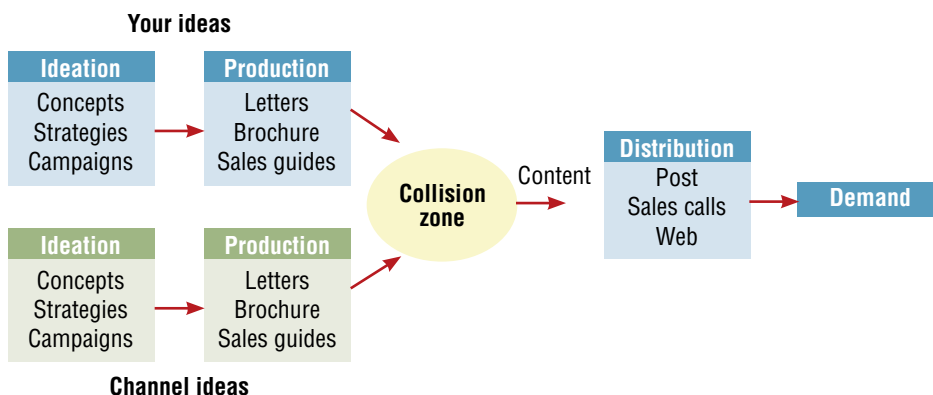 Your ideas
Ideation
Concepts
Strategies
Campaigns
Production
Letters
Brochure
Sales guides
Ideation
Concepts
Strategies
Campaigns
Production
Letters
Brochure
Sales guides
Channel ideas
Collision
zone
Content
Distribution
Post
Sales calls
Web
Demand